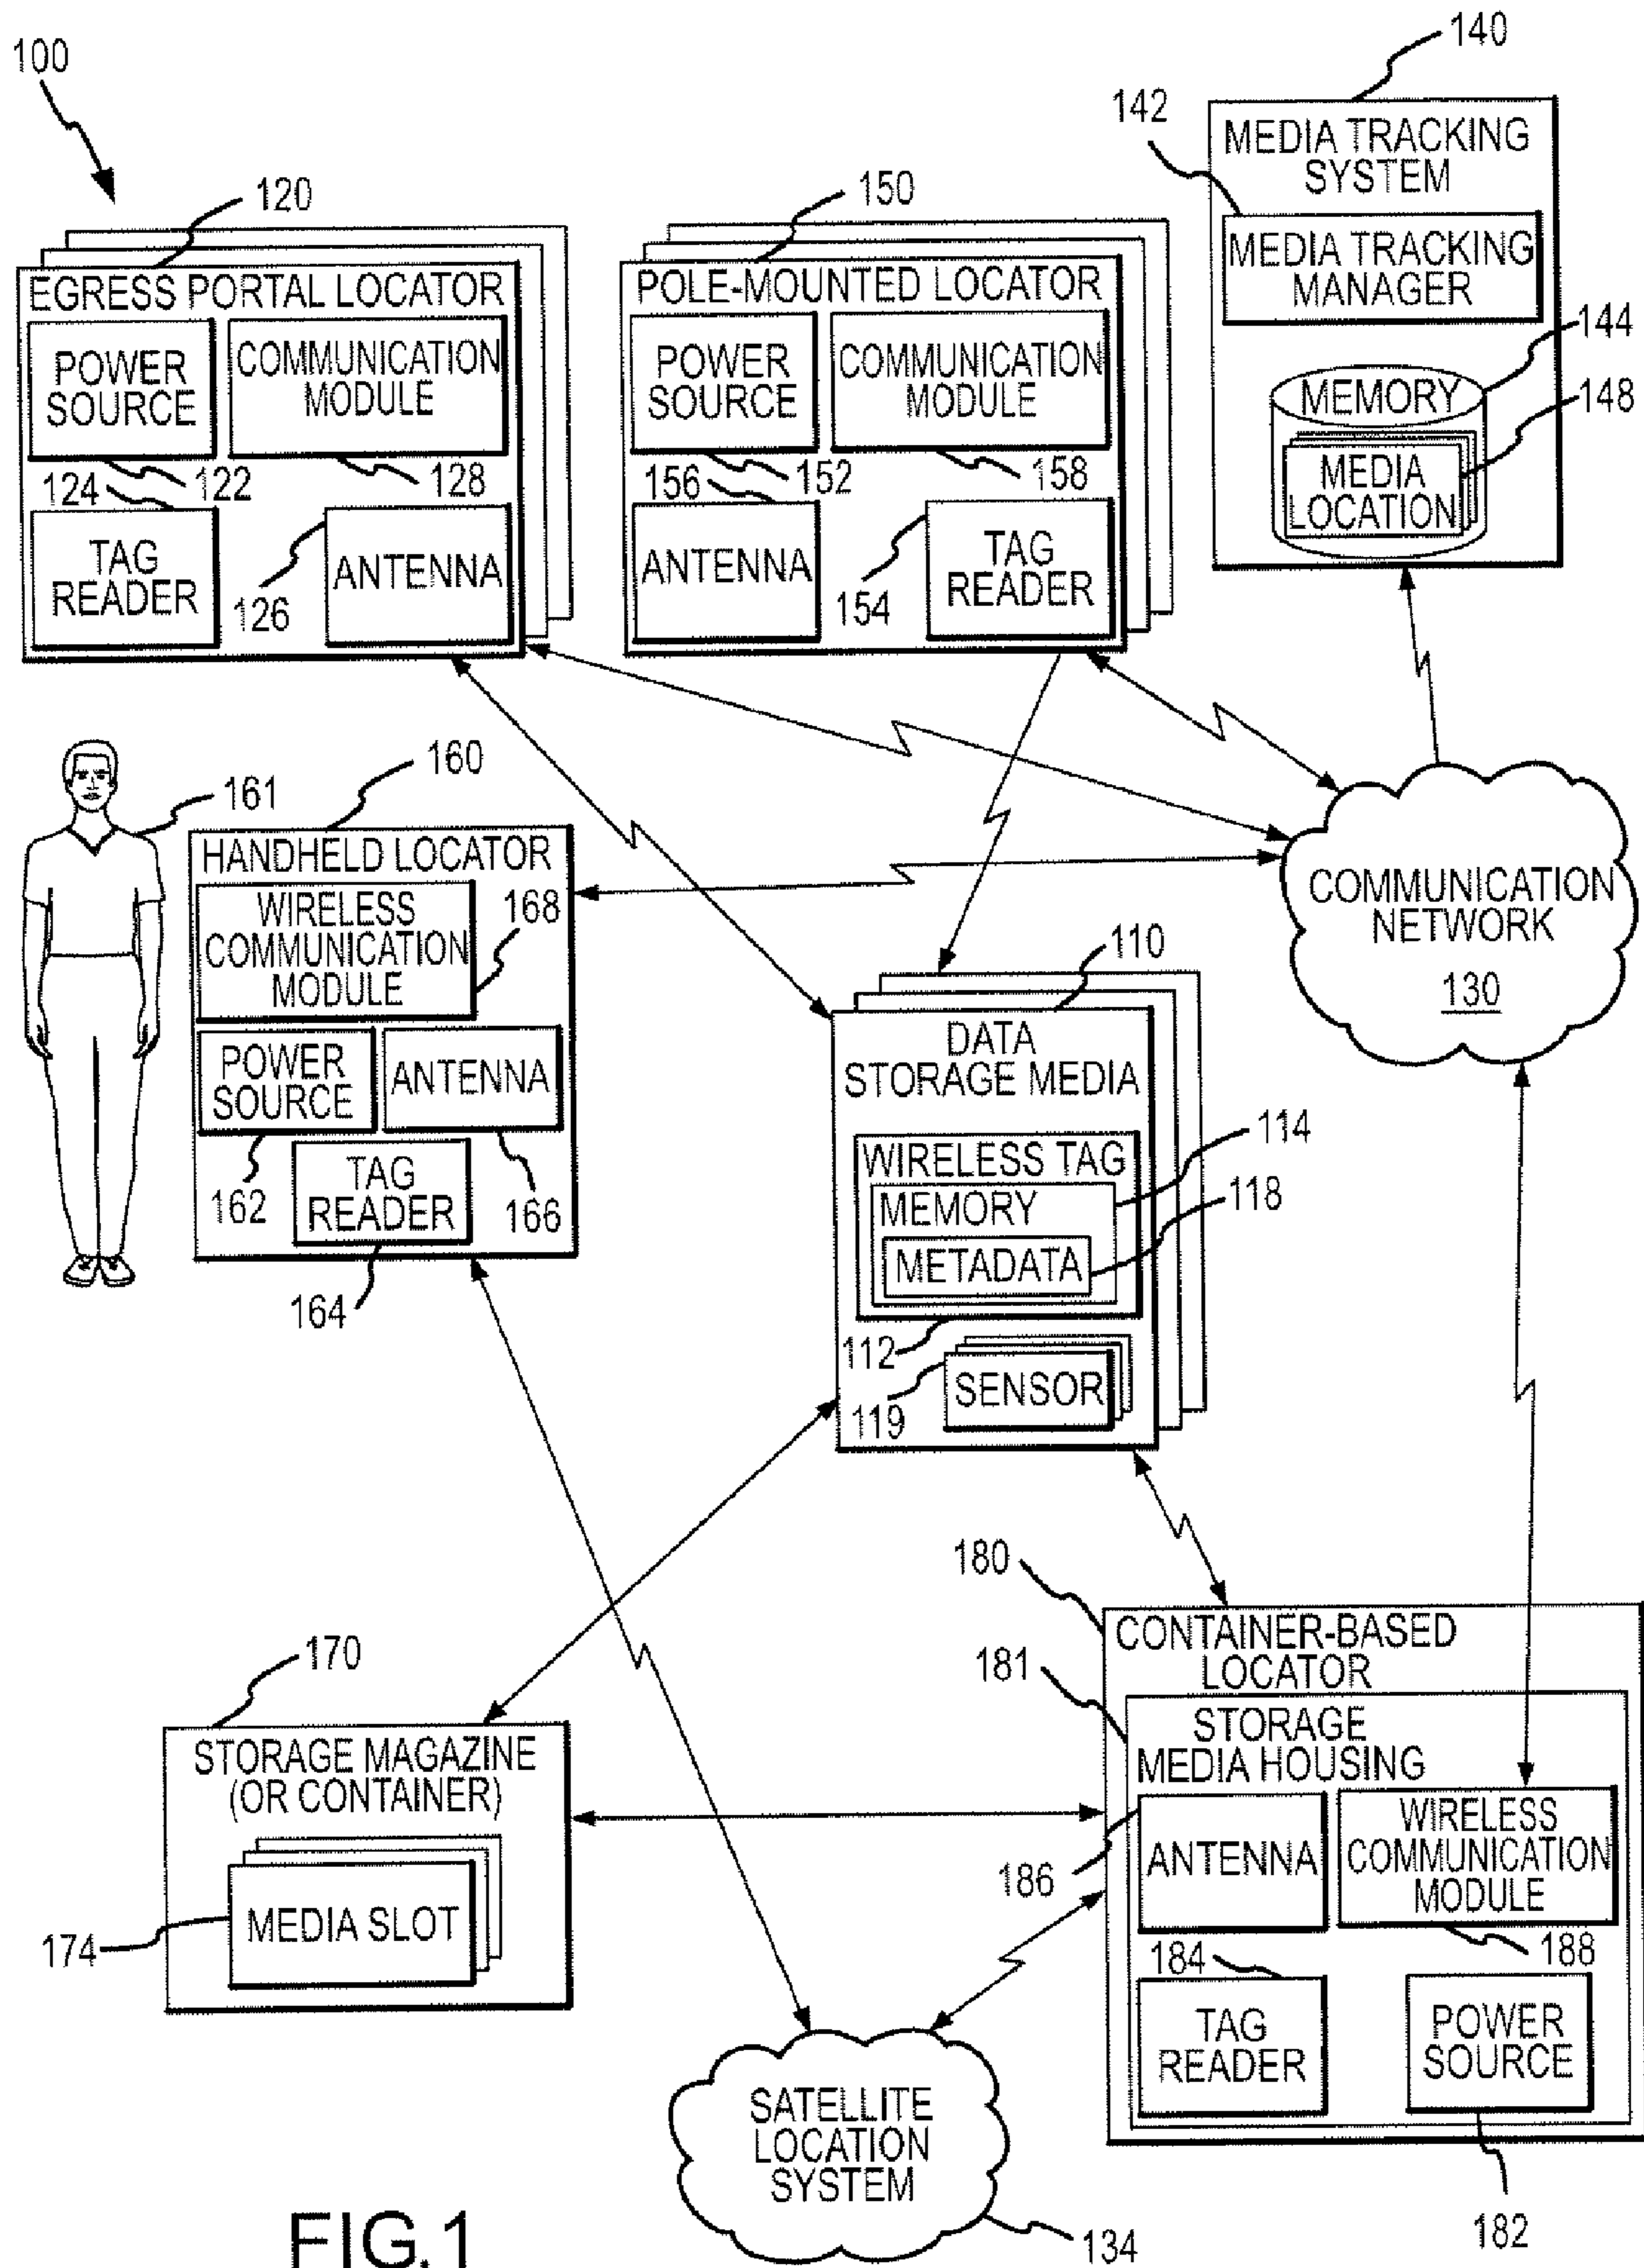 100
140
142
MEDIA TRACKING
SYSTEM
MEDIA TRACKING
MANAGER
144
MEMORY
148
MEDIA
LOCATION
120
EGRESS PORTAL LOCATOR
POWER
SOURCE
COMMUNICATION
MODULE
124
122
128
TAG
READER
126
ANTENNA
150
POLE-MOUNTED LOCATOR
POWER
SOURCE
COMMUNICATION
MODULE
156
152
158
ANTENNA
154
TAG
READER
160
161
HANDHELD LOCATOR
WIRELESS
COMMUNICATION
MODULE
168
POWER
SOURCE
ANTENNA
162
TAG
READER
166
164
COMMUNICATION
NETWORK
130
110
DATA
STORAGE MEDIA
WIRELESS TAG
114
MEMORY
118
METADATA
112
119
SENSOR
170
STORAGE MAGAZINE
(OR CONTAINER)
174
MEDIA SLOT
180
CONTAINER-BASED
LOCATOR
181
STORAGE
MEDIA HOUSING
186
ANTENNA
WIRELESS
COMMUNICATION
MODULE
184
188
TAG
READER
POWER
SOURCE
182
SATELLITE
LOCATION
SYSTEM
134
FIG.1